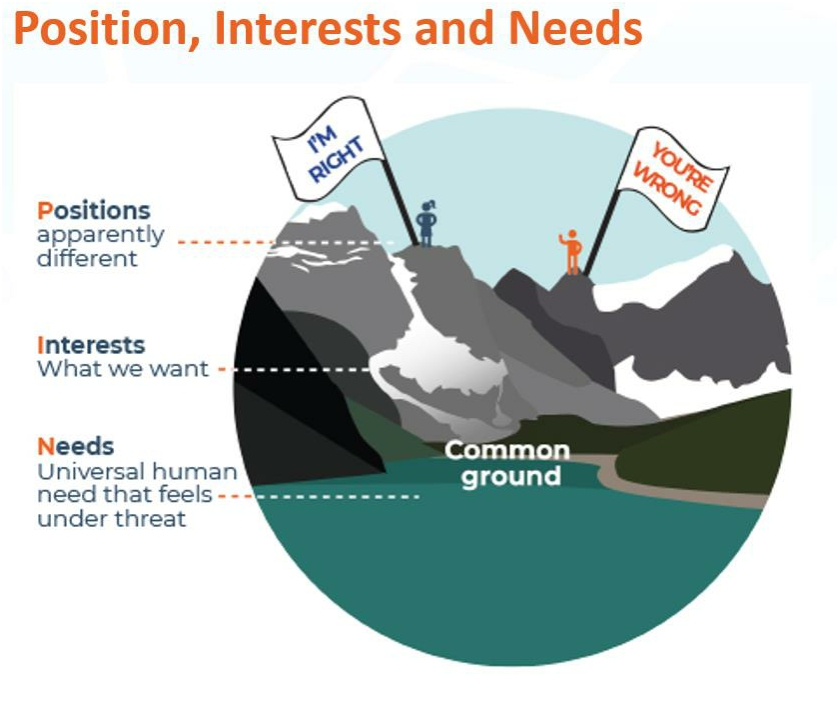 Position, Interests and Needs
I'M
RIGHT
YOU'RE
WRONG
Positions
apparently
different
Interests
What we want
Needs
Universal human
need that feels
under threat
Common
ground